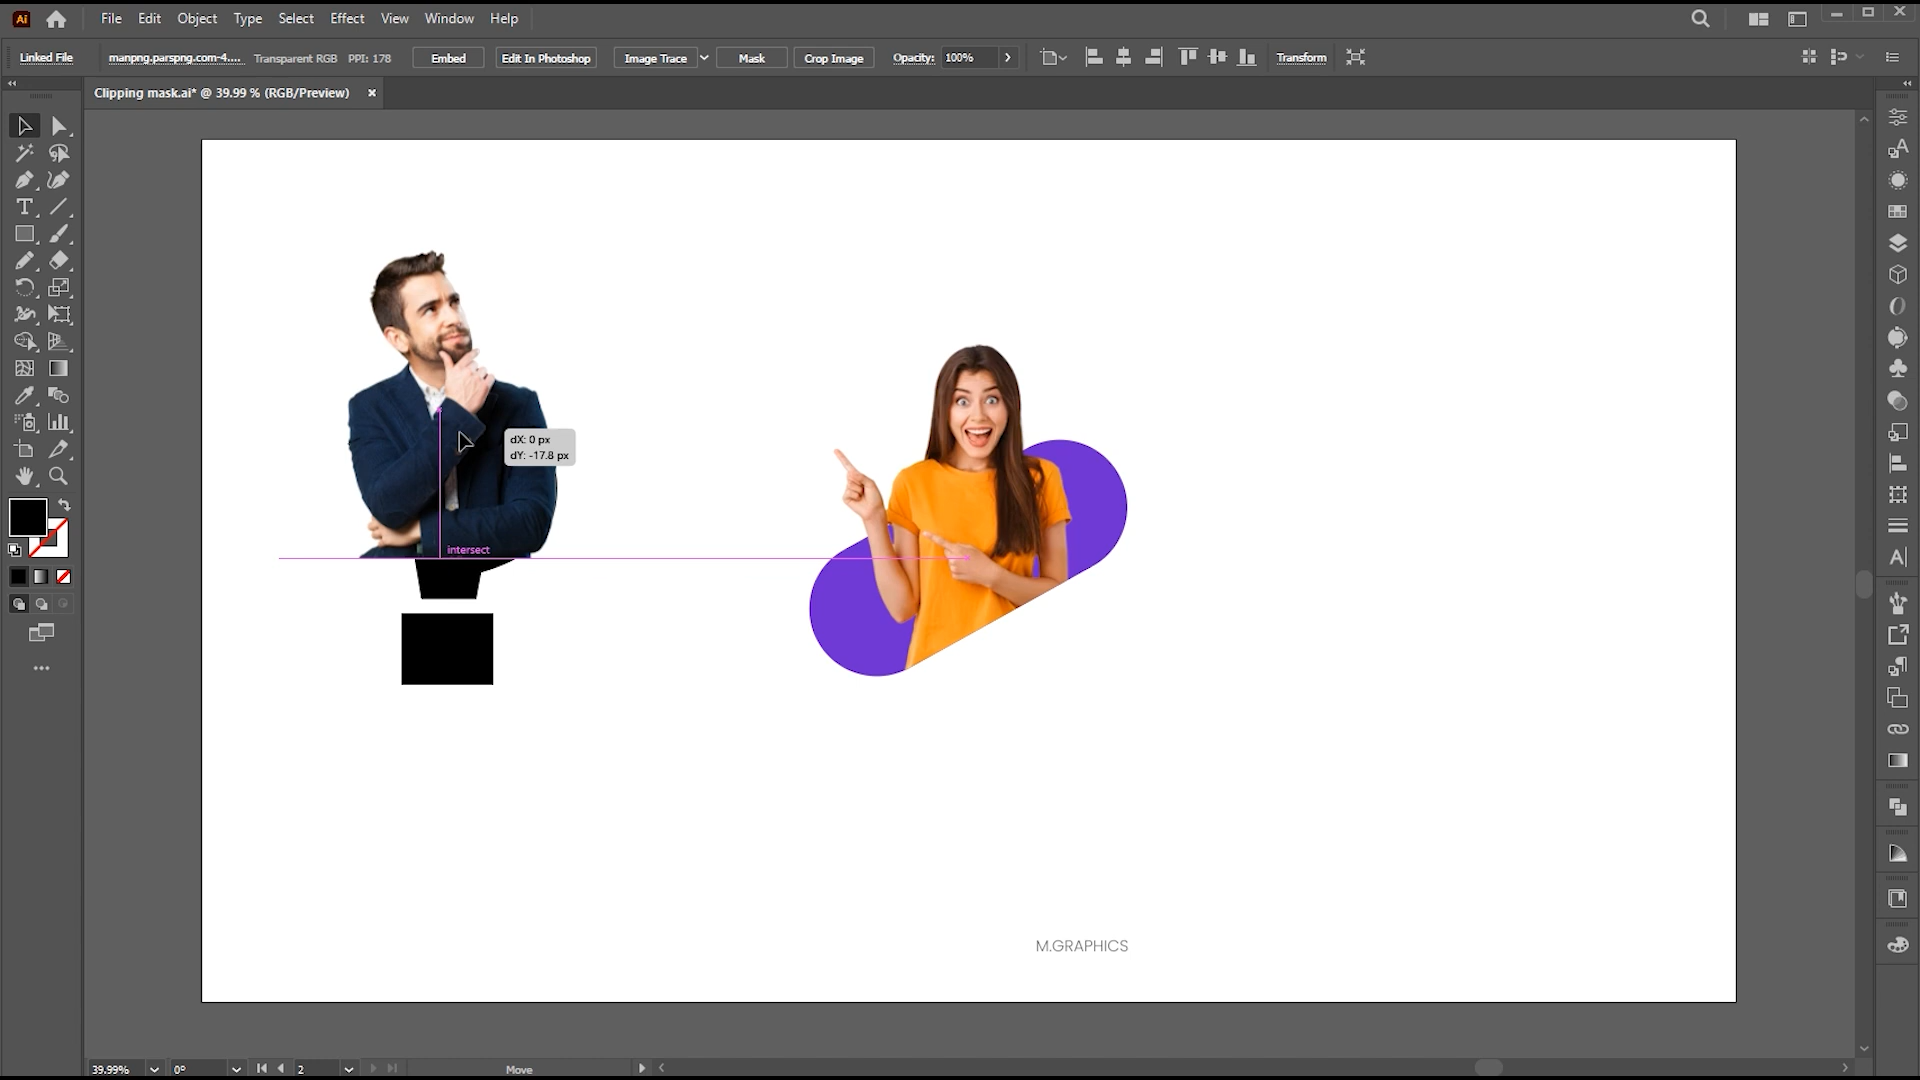 Ai File Edit Object Type Select Effect View Window Help
Linked File manpng.parspng.com-4.... Transparent RGB PPI: 178 Embed Edit In Photoshop Image Trace Mask Crop Image Opacity: 100% Transform
Clipping mask.ai* @ 39.99 % (RGB/Preview) ×
dX: 0 px
dY: -17.8 px
intersect
M.GRAPHICS
39.99% 0° 2 Move